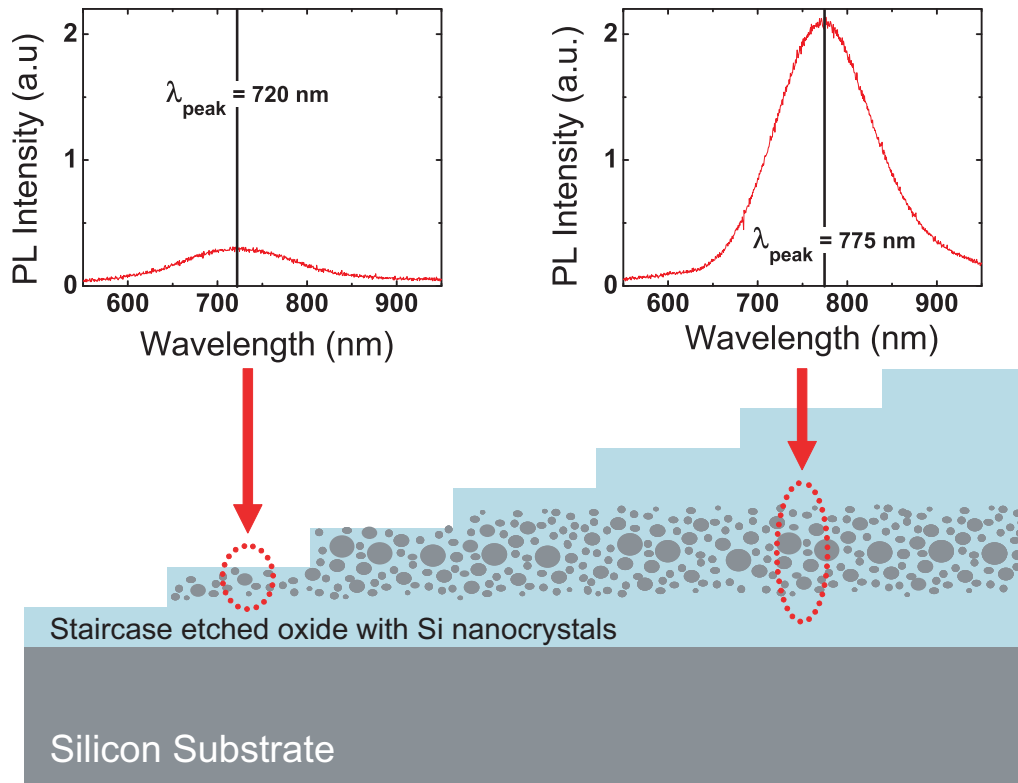 PL Intensity (a.u)
2
1
0
λpeak = 720 nm
600 700 800 900
Wavelength (nm)
PL Intensity (a.u.)
2
1
0
λpeak = 775 nm
600 700 800 900
Wavelength (nm)
Staircase etched oxide with Si nanocrystals
Silicon Substrate